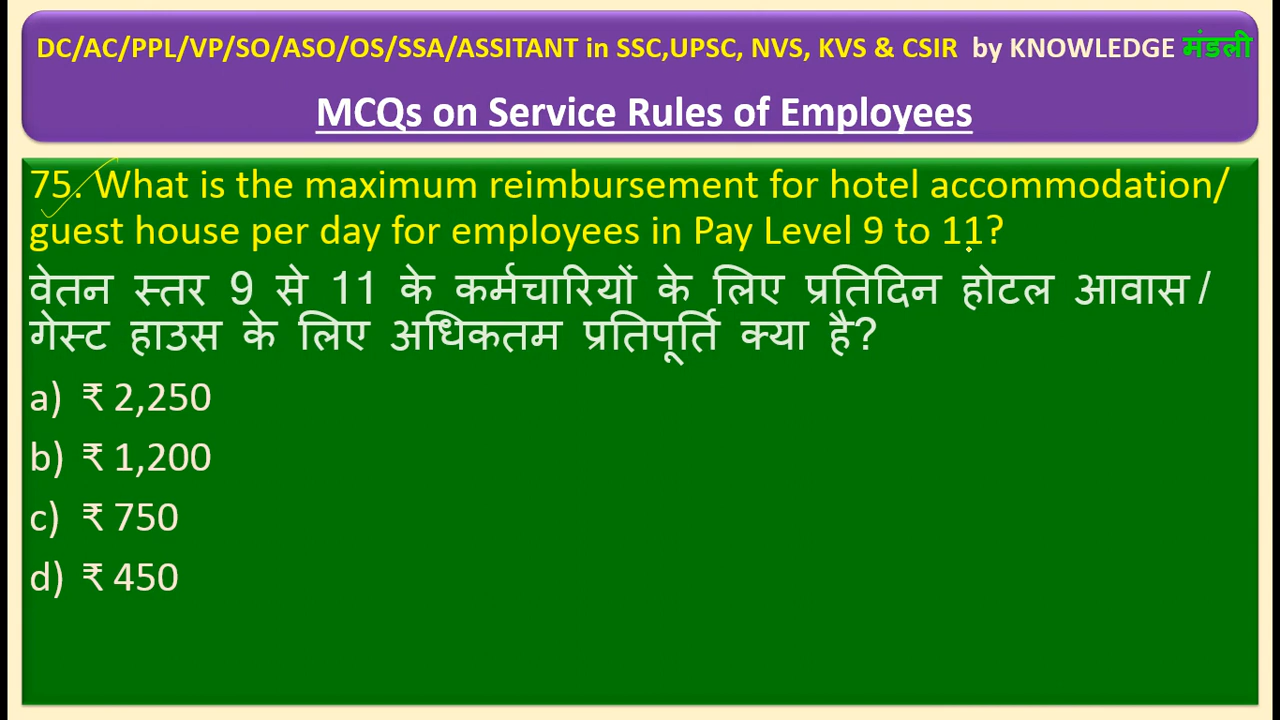 DC/AC/PPL/VP/SO/ASO/OS/SSA/ASSITANT in SSC,UPSC, NVS, KVS & CSIR by KNOWLEDGE मंडली
MCQs on Service Rules of Employees
75. What is the maximum reimbursement for hotel accommodation/
guest house per day for employees in Pay Level 9 to 11?
वेतन स्तर 9 से 11 के कर्मचारियों के लिए प्रतिदिन होटल आवास /
गेस्ट हाउस के लिए अधिकतम प्रतिपूर्ति क्या है?
a) ₹ 2,250
b) ₹ 1,200
c) ₹ 750
d) ₹ 450